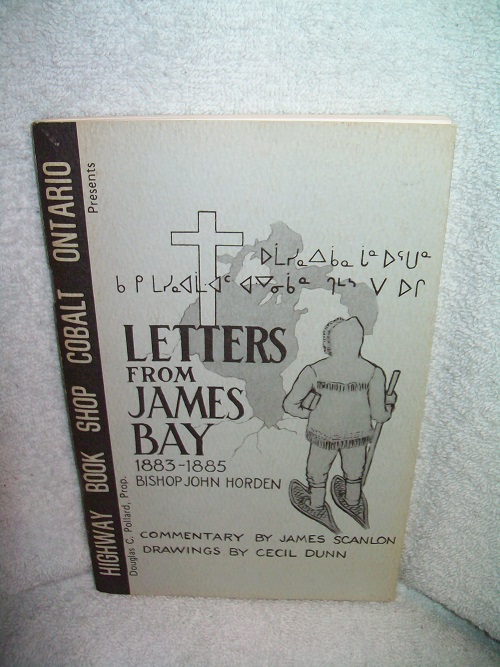 HIGHWAY BOOK SHOP COBALT ONTARIO
Presents
Douglas C. Pollard, Prop.
LETTERS
FROM
JAMES
BAY
1883-1885
BISHOP JOHN HORDEN
COMMENTARY BY JAMES SCANLON
DRAWINGS BY CECIL DUNN